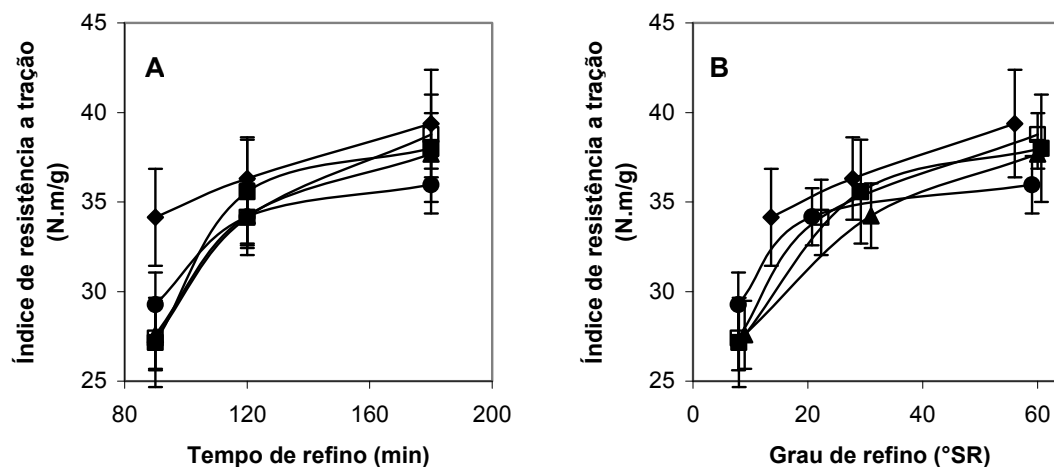 Índice de resistência a tração
(N.m/g)
45
40
35
30
25
A
80
120
160
200
Tempo de refino (min)
Índice de resistência a tração
(N.m/g)
45
40
35
30
25
B
0
20
40
60
Grau de refino (°SR)